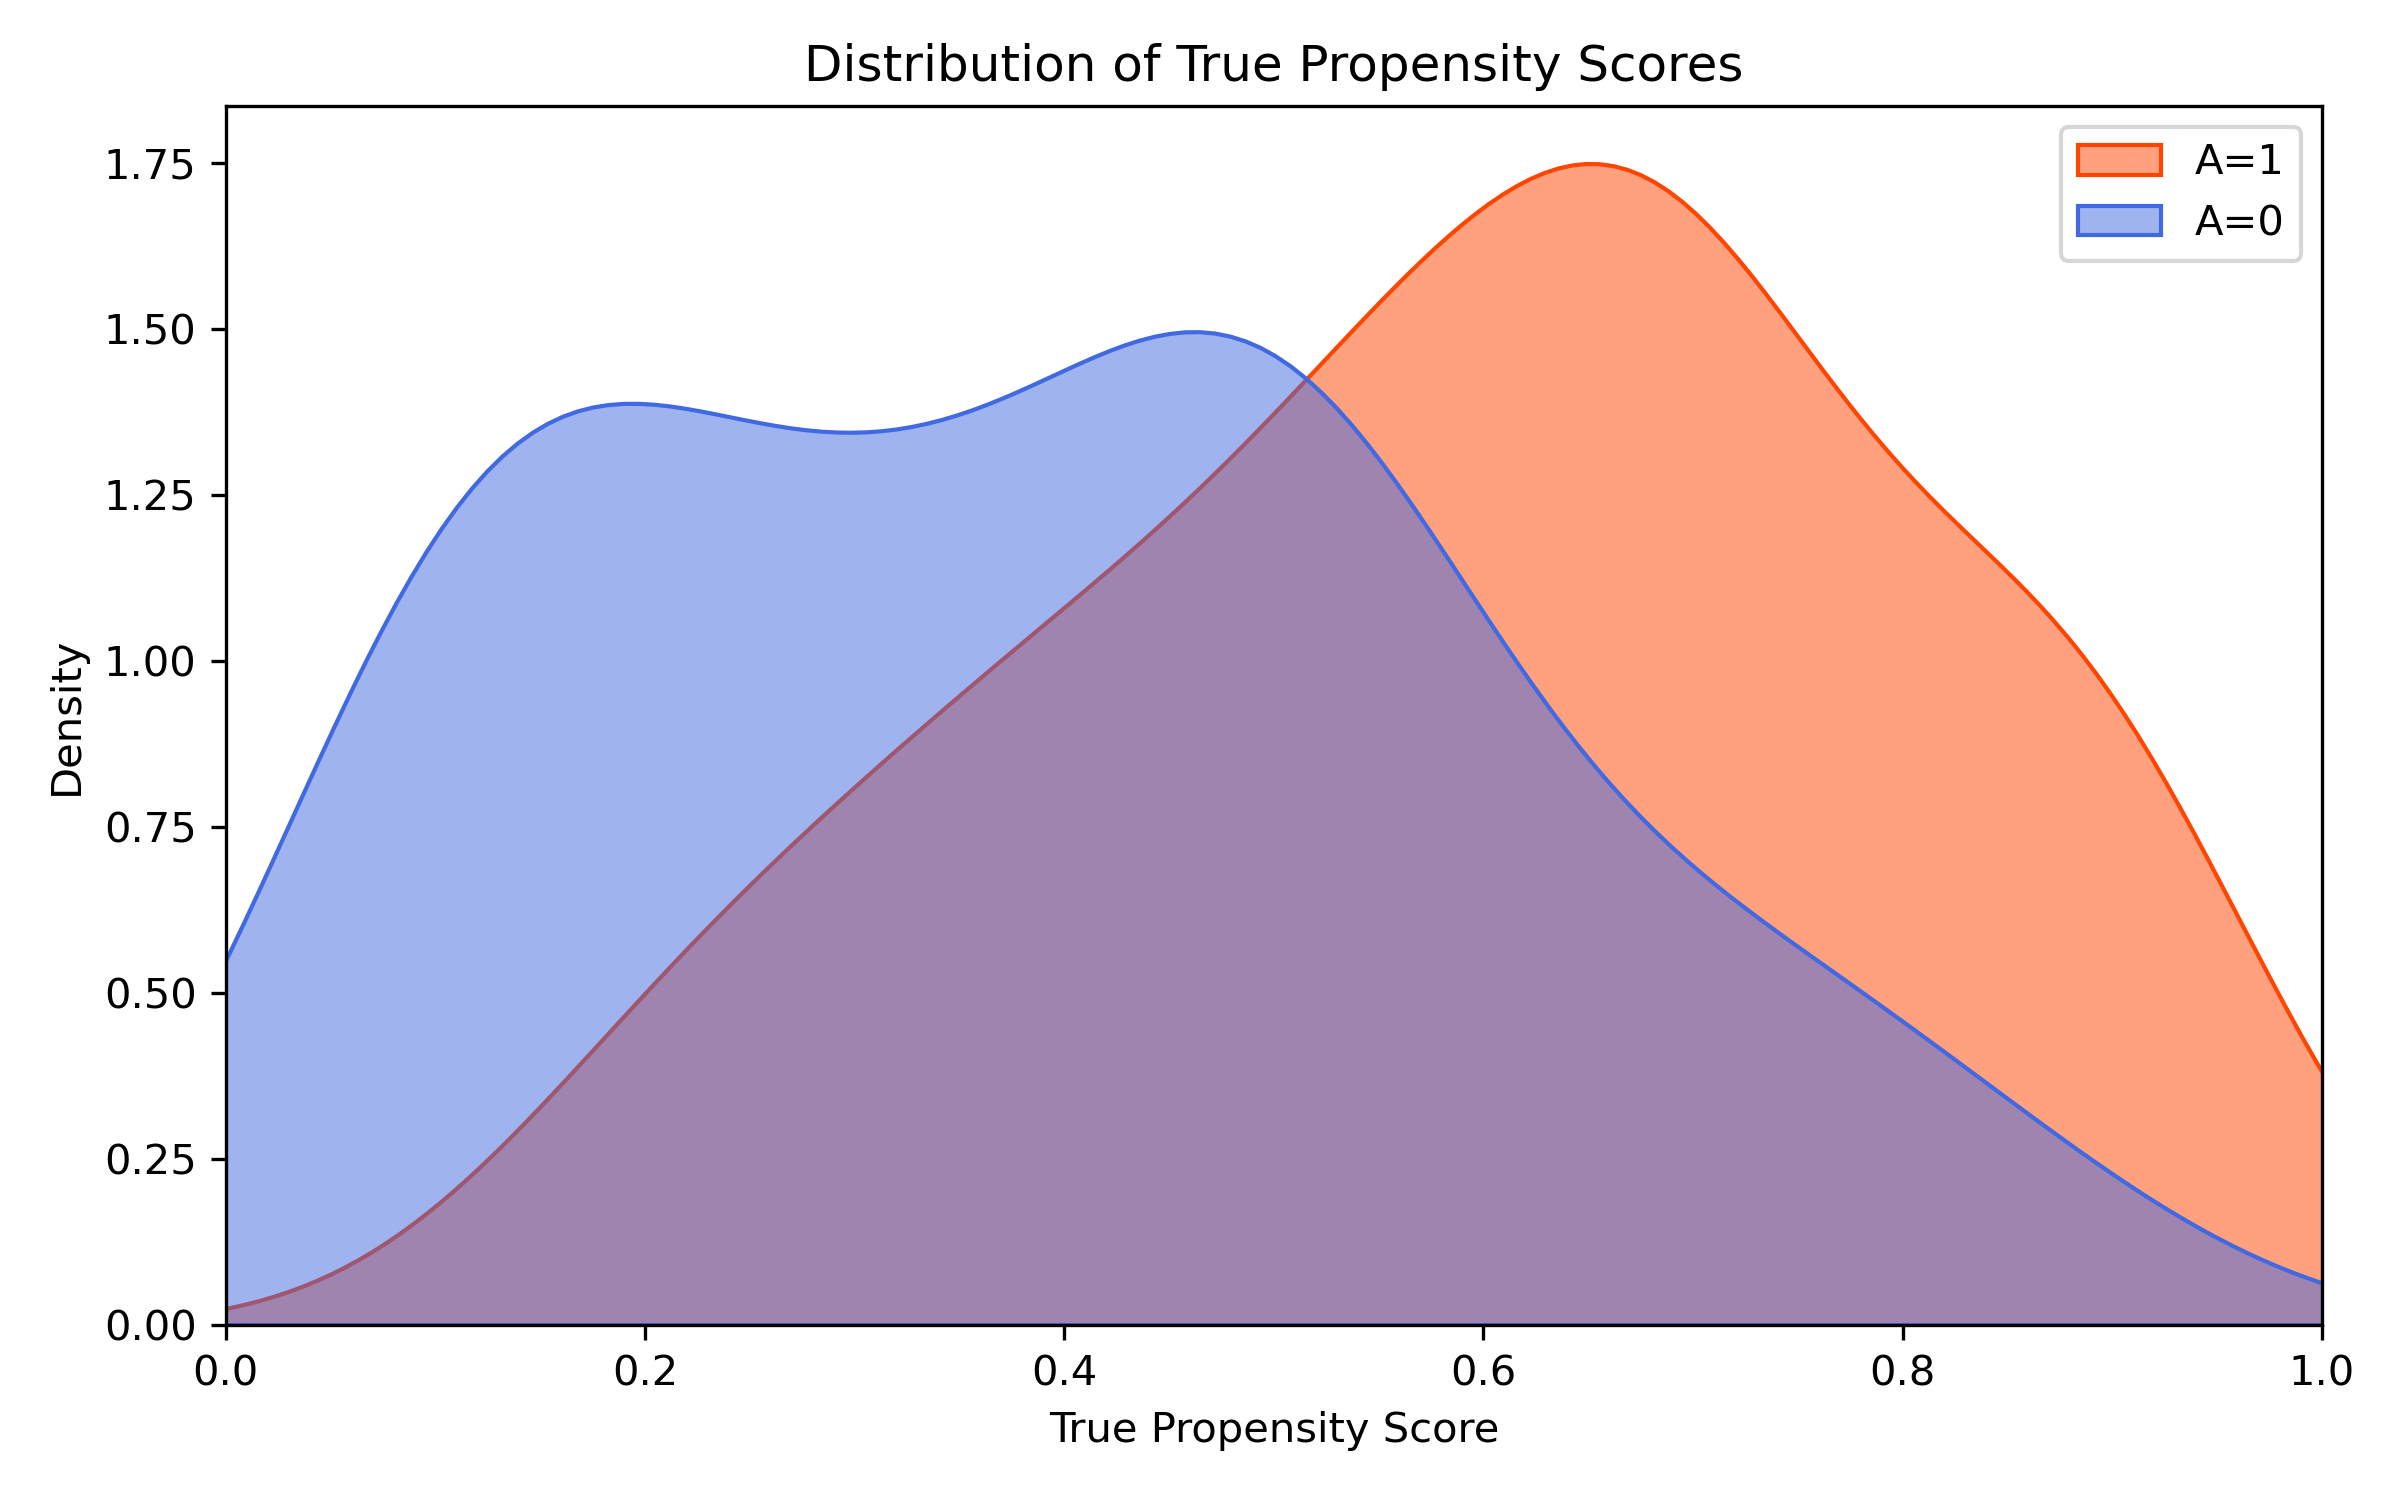 Distribution of True Propensity Scores
A=1
A=0
Density
1.75
1.50
1.25
1.00
0.75
0.50
0.25
0.00
0.0 0.2 0.4 0.6 0.8 1.0
True Propensity Score